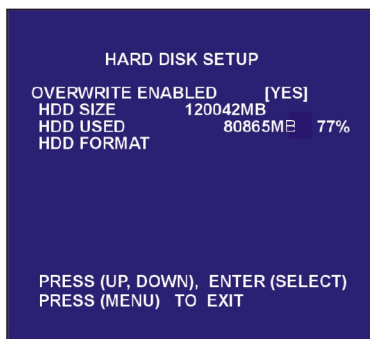 HARD DISK SETUP
OVERWRITE ENABLED [YES]
HDD SIZE 120042MB
HDD USED 80865MB 77%
HDD FORMAT
PRESS (UP, DOWN), ENTER (SELECT)
PRESS (MENU) TO EXIT